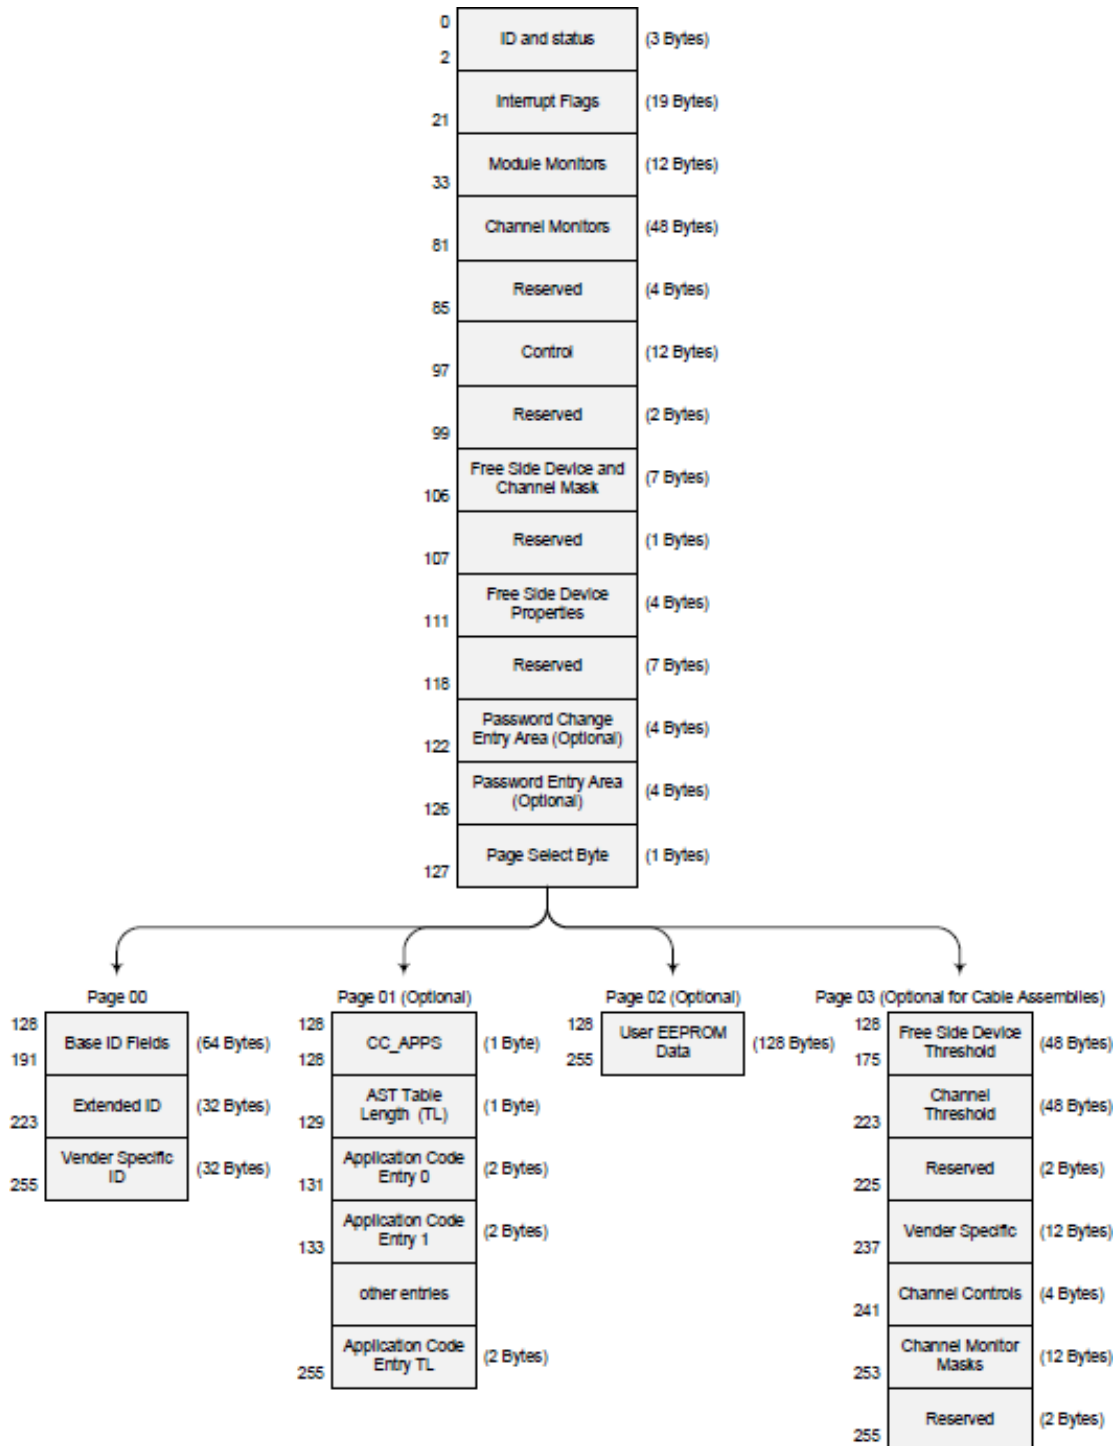 0
ID and status
(3 Bytes)
2
Interrupt Flags
(19 Bytes)
21
Module Monitors
(12 Bytes)
33
Channel Monitors
(48 Bytes)
81
Reserved
(4 Bytes)
85
Control
(12 Bytes)
97
Reserved
(2 Bytes)
99
Free Side Device and
Channel Mask
(7 Bytes)
106
Reserved
(1 Bytes)
107
Free Side Device
Properties
(4 Bytes)
111
Reserved
(7 Bytes)
118
Password Change
Entry Area (Optional)
(4 Bytes)
122
Password Entry Area
(Optional)
(4 Bytes)
126
Page Select Byte
(1 Bytes)
127
Page 00
128
Base ID Fields
(64 Bytes)
191
Extended ID
(32 Bytes)
223
Vender Specific
ID
(32 Bytes)
255
Page 01 (Optional)
128
CC_APPS
(1 Byte)
128
AST Table
Length (TL)
(1 Byte)
129
Application Code
Entry 0
(2 Bytes)
131
Application Code
Entry 1
(2 Bytes)
133
other entries
Application Code
Entry TL
(2 Bytes)
255
Page 02 (Optional)
128
User EEPROM
Data
(128 Bytes)
255
Page 03 (Optional for Cable Assemblies)
128
Free Side Device
Threshold
(48 Bytes)
175
Channel
Threshold
(48 Bytes)
223
Reserved
(2 Bytes)
225
Vender Specific
(12 Bytes)
237
Channel Controls
(4 Bytes)
241
Channel Monitor
Masks
(12 Bytes)
253
Reserved
(2 Bytes)
255